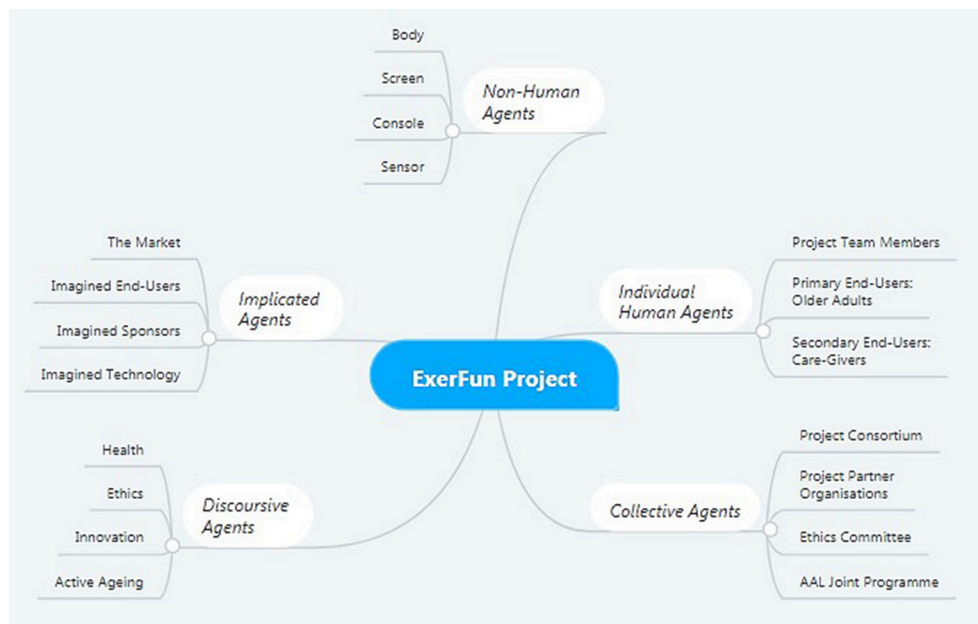 Body
Screen
Console
Sensor
Non-Human
Agents
The Market
Imagined End-Users
Imagined Sponsors
Imagined Technology
Implicated
Agents
Individual
Human Agents
Project Team Members
Primary End-Users:
Older Adults
Secondary End-Users:
Care-Givers
ExerFun Project
Health
Ethics
Innovation
Active Ageing
Discoursive
Agents
Collective Agents
Project Consortium
Project Partner
Organisations
Ethics Committee
AAL Joint Programme